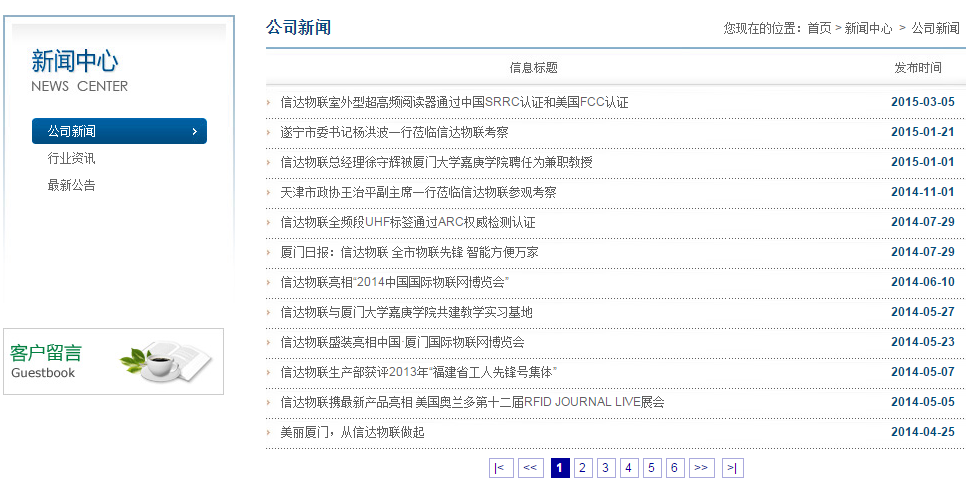 新闻中心
NEWS CENTER
公司新闻
行业资讯
最新公告
客户留言
Guestbook
公司新闻
您现在的位置：首页 > 新闻中心 > 公司新闻
信息标题 发布时间
信达物联室外型超高频阅读器通过中国SRRC认证和美国FCC认证 2015-03-05
遂宁市委书记杨洪波一行莅临信达物联考察 2015-01-21
信达物联总经理徐守辉被厦门大学嘉庚学院聘任为兼职教授 2015-01-01
天津市政协王治平副主席一行莅临信达物联参观考察 2014-11-01
信达物联全频段UHF标签通过ARC权威检测认证 2014-07-29
厦门日报：信达物联 全市物联先锋 智能方便万家 2014-07-29
信达物联亮相“2014中国国际物联网博览会” 2014-06-10
信达物联与厦门大学嘉庚学院共建教学实习基地 2014-05-27
信达物联盛装亮相中国·厦门国际物联网博览会 2014-05-23
信达物联生产部获评2013年“福建省工人先锋号集体” 2014-05-07
信达物联携最新产品亮相 美国奥兰多第十二届RFID JOURNAL LIVE展会 2014-05-05
美丽厦门，从信达物联做起 2014-04-25
|< << 1 2 3 4 5 6 >> >|